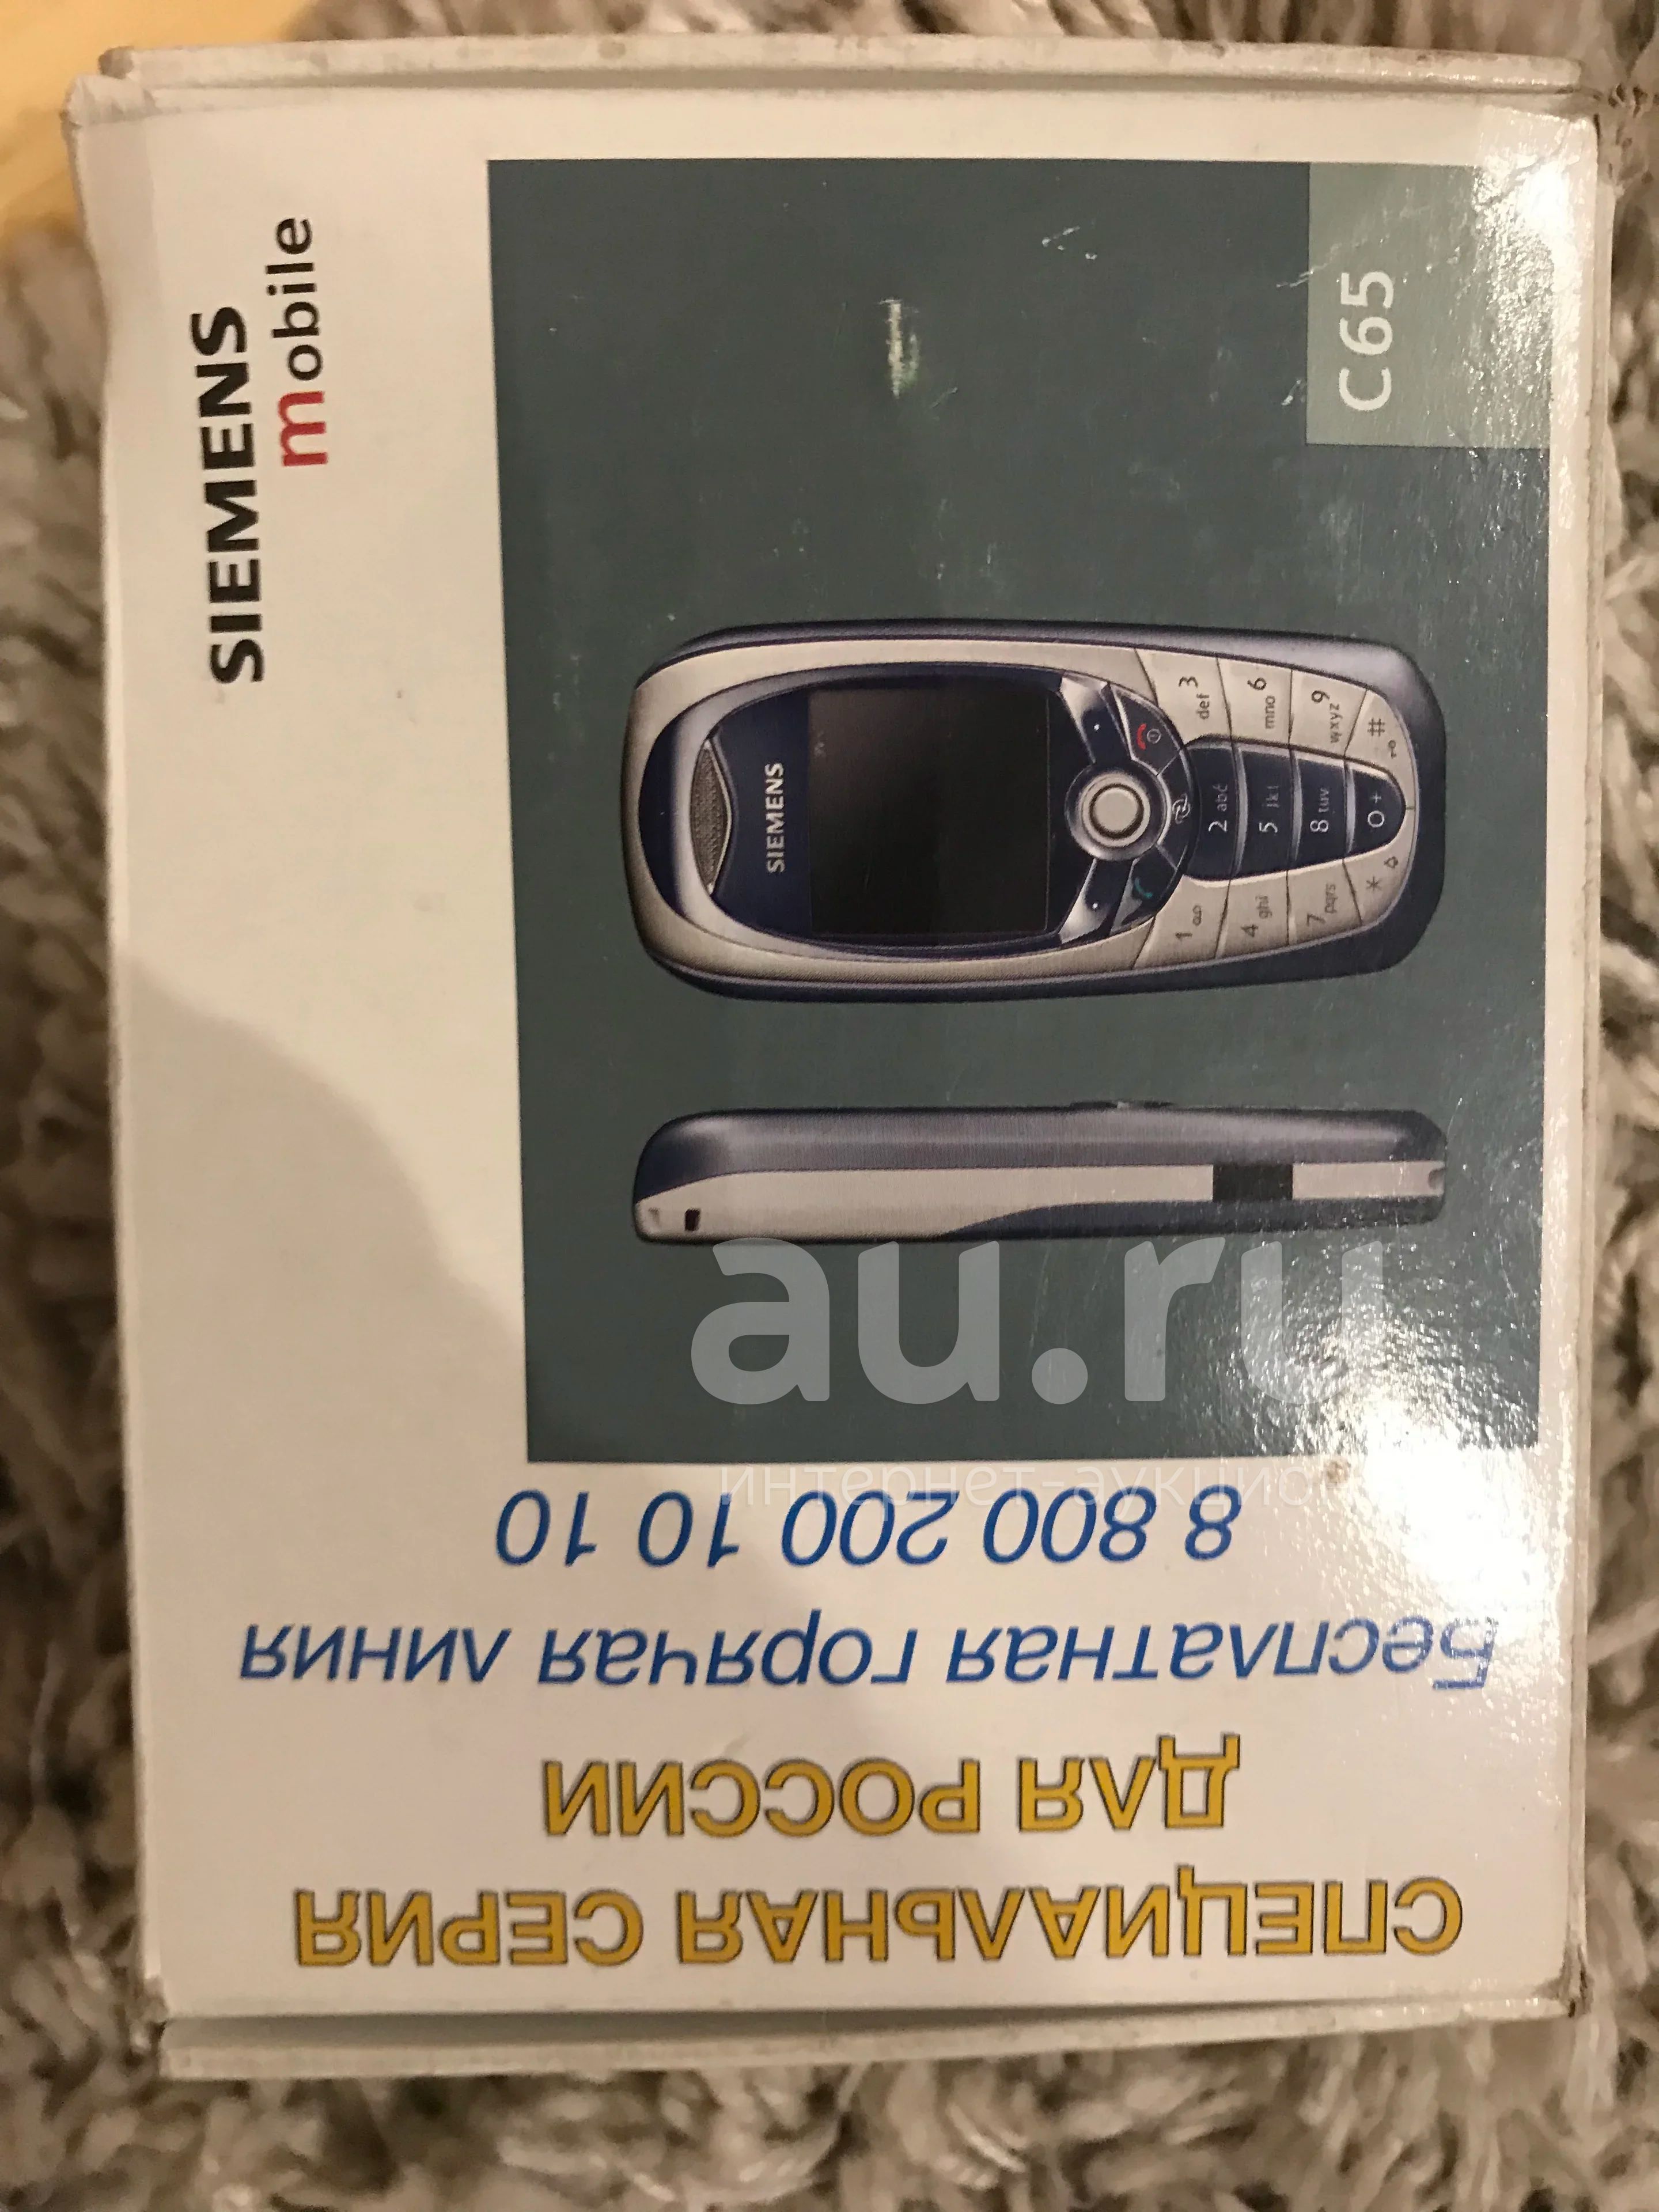 SIEMENS
mobile
C65
SIEMENS
1
2 abc
def 3
4 ghi
5 jkl
mno 6
7 pqrs
8 tuv
wxyz 9
*
0 +
#
СПЕЦИАЛЬНАЯ СЕРИЯ
ДЛЯ РОССИИ
Бесплатная горячая линия
8 800 200 10 10
au.ru
интернет-аукцион